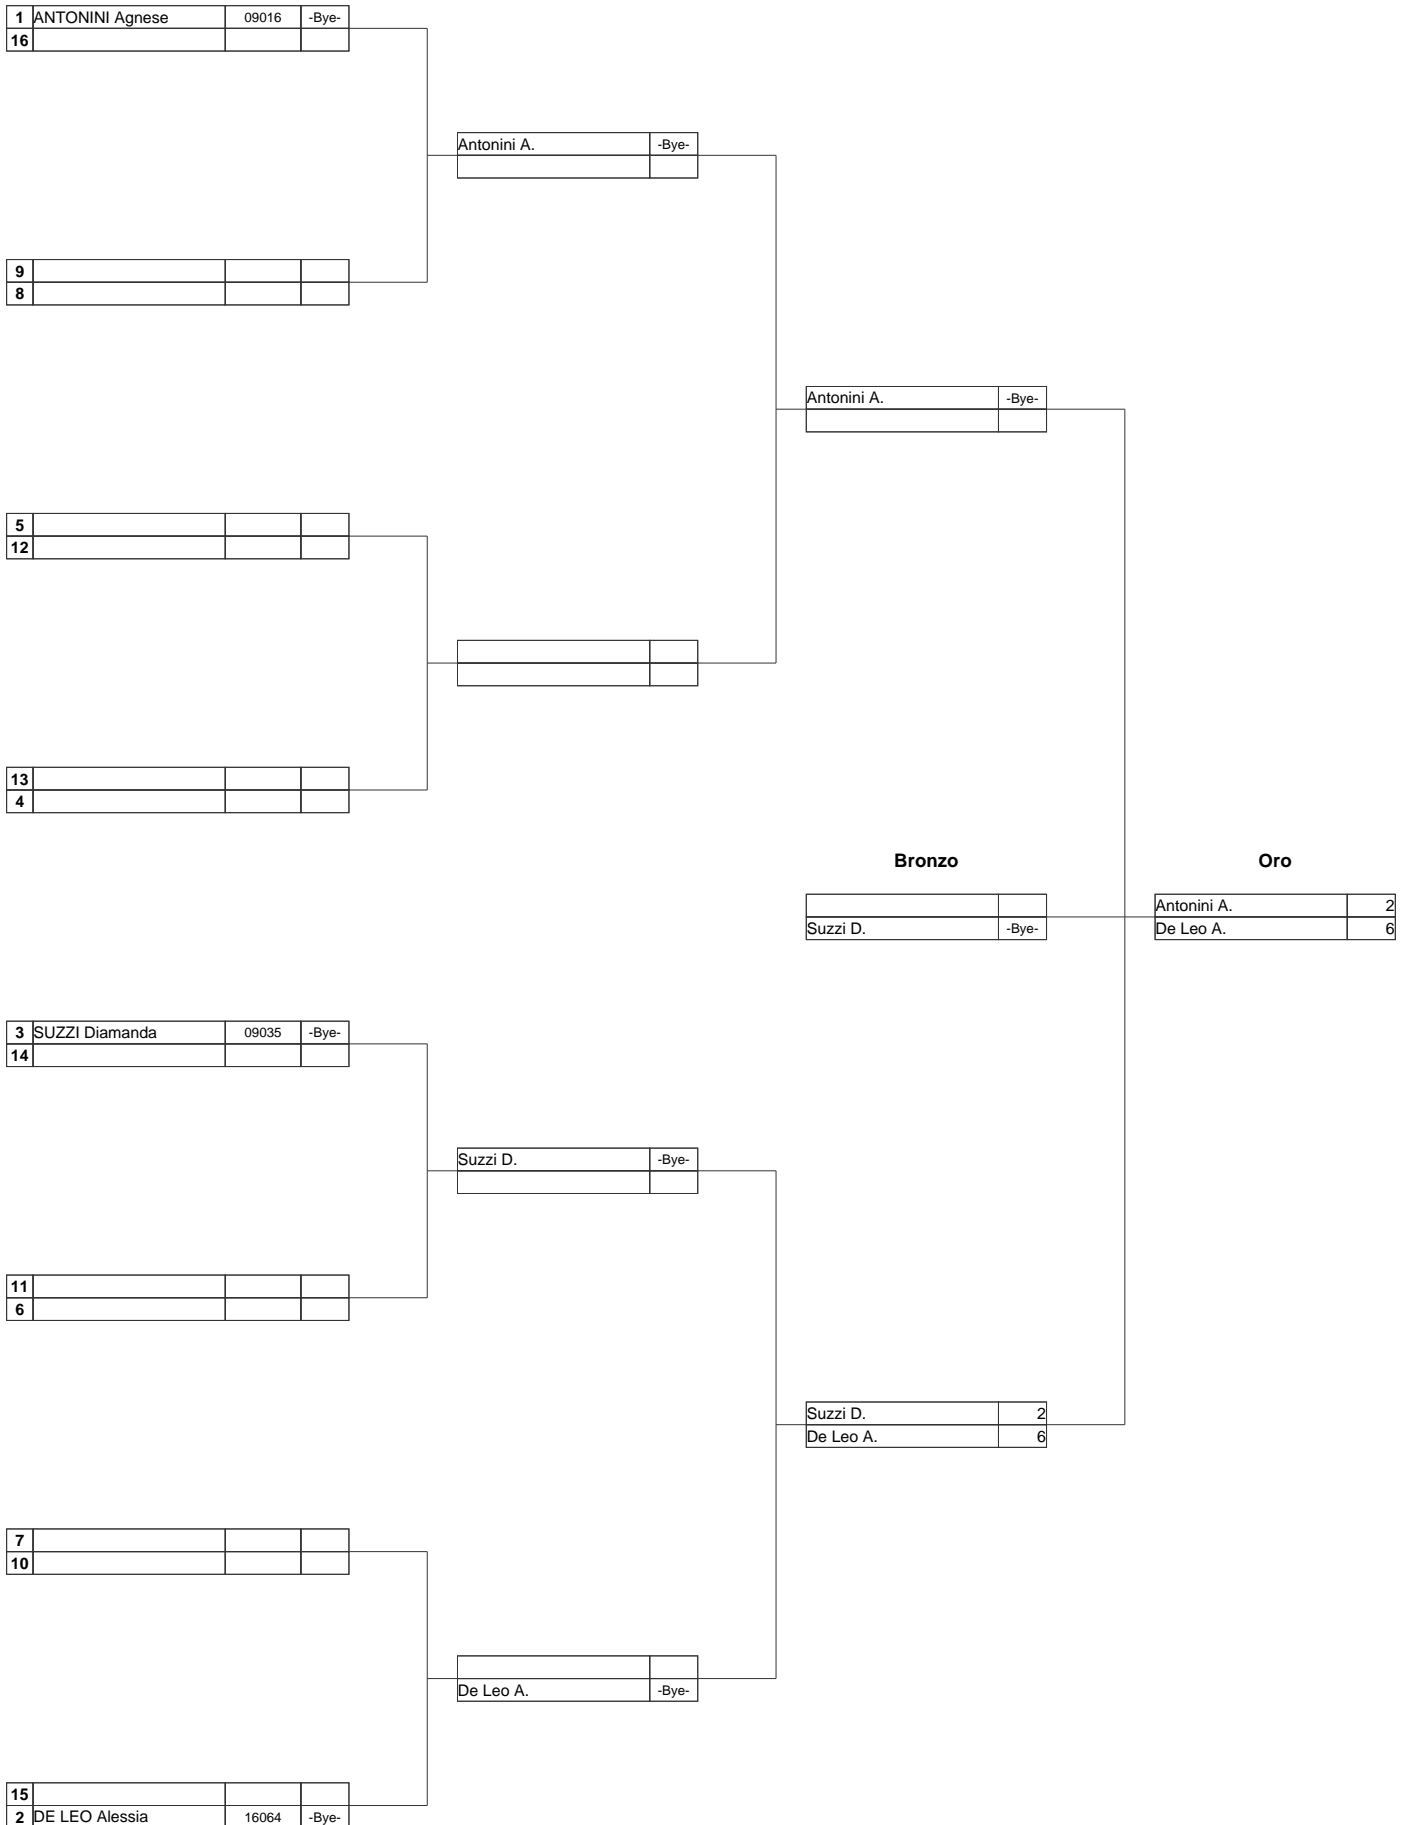 1 ANTONINI Agnese 09016 -Bye-
16
Antonini A. -Bye-
9
8
Antonini A. -Bye-
5
12
13
4
Bronzo Oro
Antonini A. 2
Suzzi D. -Bye- De Leo A. 6
3 SUZZI Diamanda 09035 -Bye-
14
Suzzi D. -Bye-
11
6
Suzzi D. 2
De Leo A. 6
7
10
De Leo A. -Bye-
15
2 DE LEO Alessia 16064 -Bye-